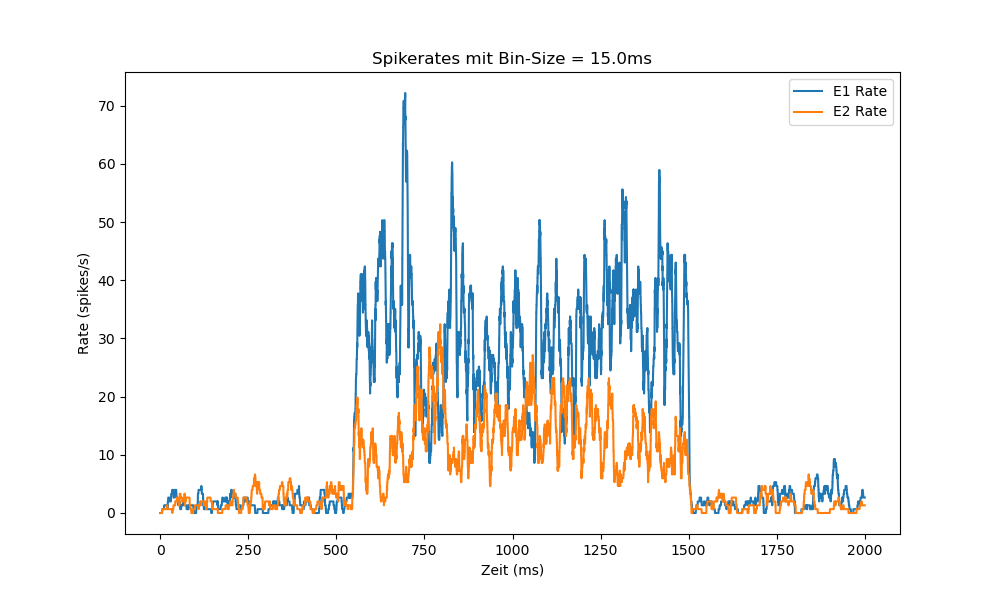 Spikerates mit Bin-Size = 15.0ms
E1 Rate
E2 Rate
Rate (spikes/s)
70
60
50
40
30
20
10
0
0 250 500 750 1000 1250 1500 1750 2000
Zeit (ms)